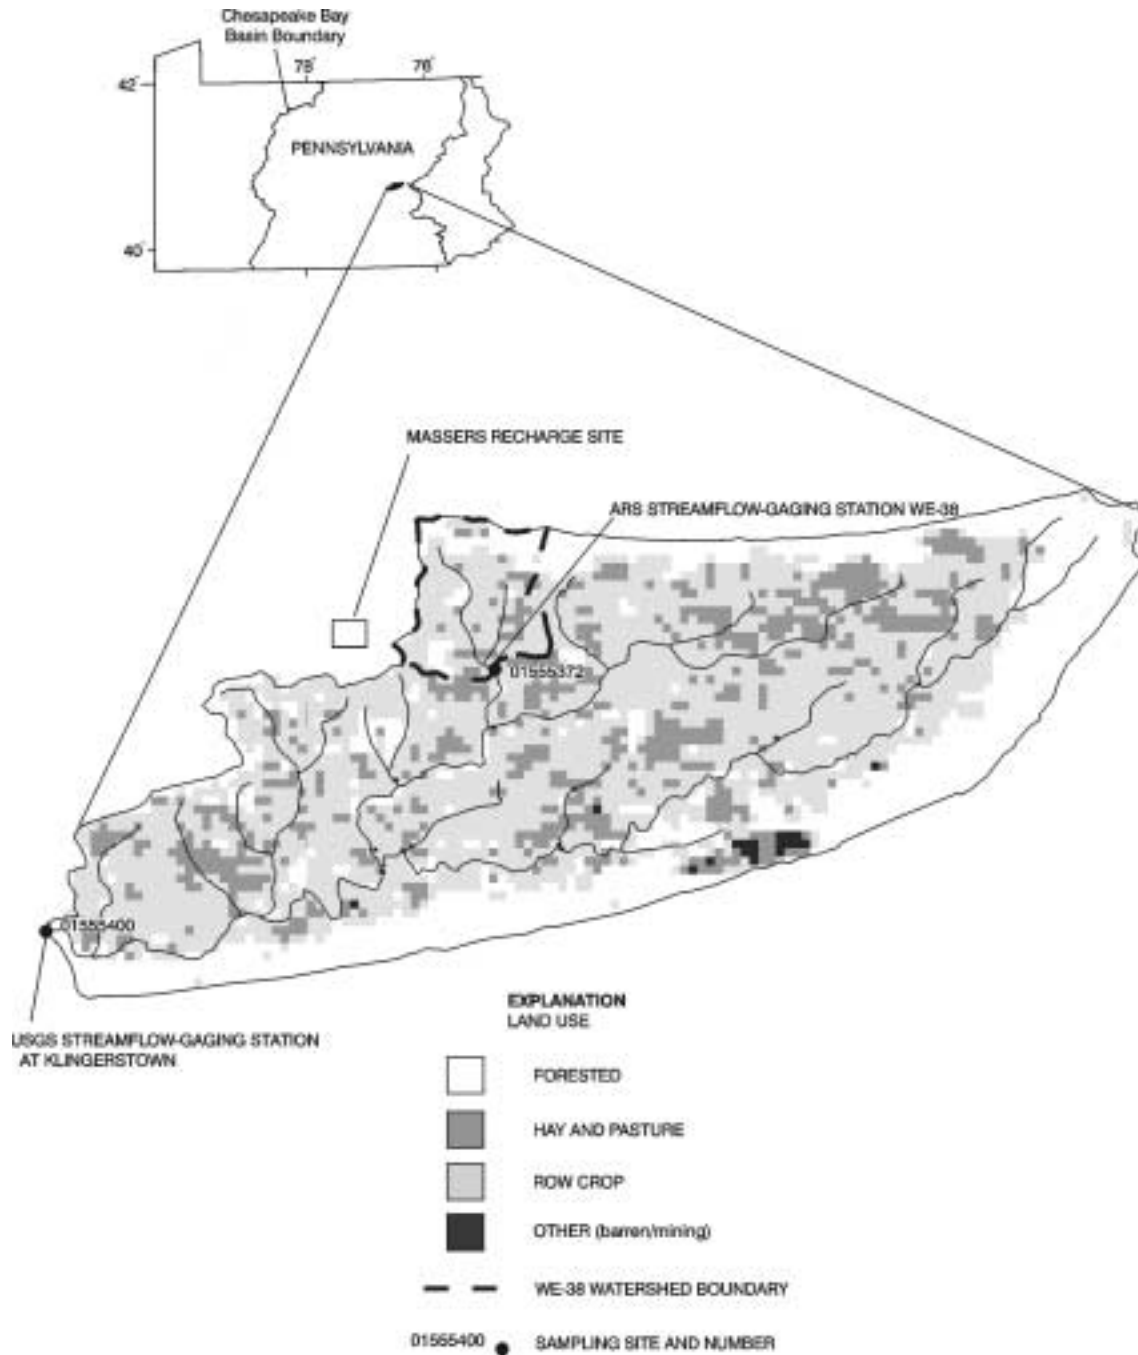 Chesapeake Bay
Basin Boundary
78°
76°
42°
PENNSYLVANIA
40°
MASSERS RECHARGE SITE
ARS STREAMFLOW-GAGING STATION WE-38
01555372
01555400
USGS STREAMFLOW-GAGING STATION
AT KLINGERSTOWN
EXPLANATION
LAND USE
FORESTED
HAY AND PASTURE
ROW CROP
OTHER (barren/mining)
WE-38 WATERSHED BOUNDARY
01555400 SAMPLING SITE AND NUMBER